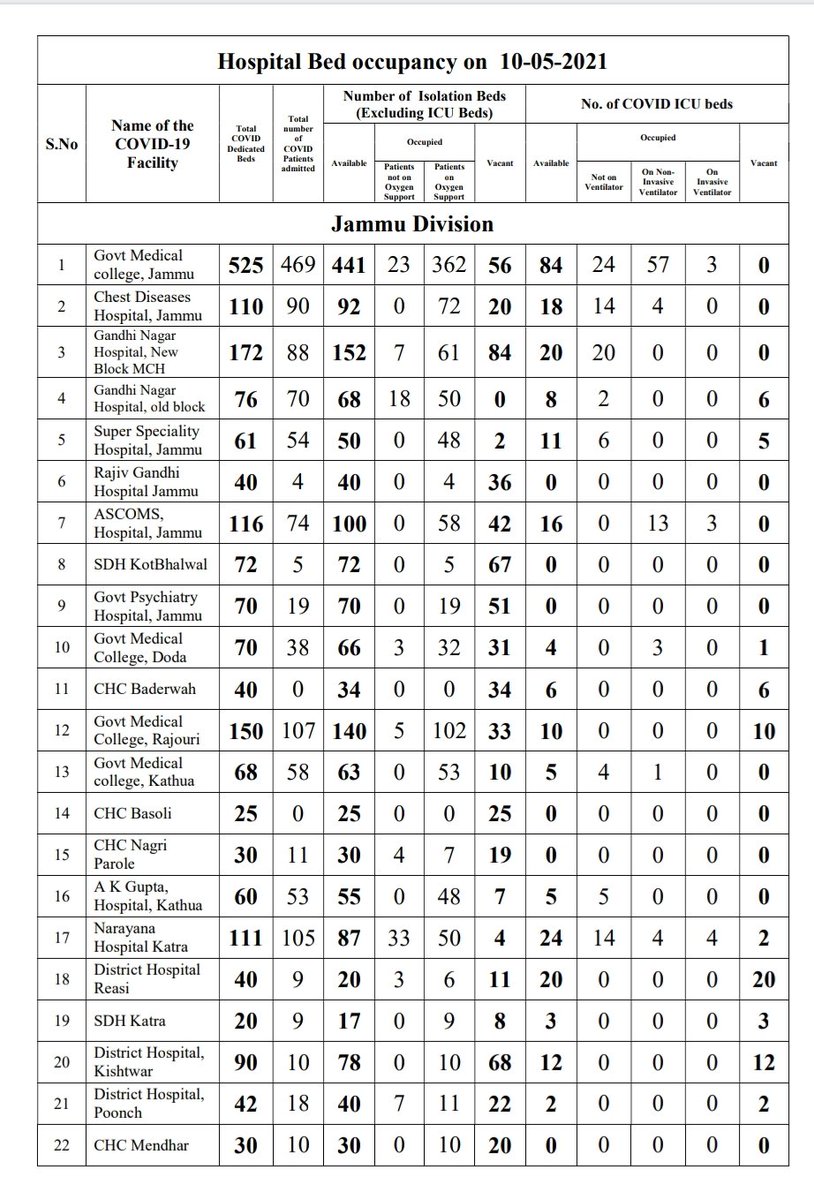 Hospital Bed occupancy on 10-05-2021
S.No
Name of the
COVID-19
Facility
Total
COVID
Dedicated
Beds
Total
number
of
COVID
Patients
admitted
Number of Isolation Beds
(Excluding ICU Beds)
No. of COVID ICU beds
Available
Occupied
Patients
not on
Oxygen
Support
Patients
on
Oxygen
Support
Vacant
Available
Occupied
Not on
Ventilator
On Non-
Invasive
Ventilator
On
Invasive
Ventilator
Vacant
Jammu Division
1 Govt Medical
college, Jammu 525 469 441 23 362 56 84 24 57 3 0
2 Chest Diseases
Hospital, Jammu 110 90 92 0 72 20 18 14 4 0 0
3 Gandhi Nagar
Hospital, New
Block MCH 172 88 152 7 61 84 20 20 0 0 0
4 Gandhi Nagar
Hospital, old block 76 70 68 18 50 0 8 2 0 0 6
5 Super Speciality
Hospital, Jammu 61 54 50 0 48 2 11 6 0 0 5
6 Rajiv Gandhi
Hospital Jammu 40 4 40 0 4 36 0 0 0 0 0
7 ASCOMS,
Hospital, Jammu 116 74 100 0 58 42 16 0 13 3 0
8 SDH KotBhalwal 72 5 72 0 5 67 0 0 0 0 0
9 Govt Psychiatry
Hospital, Jammu 70 19 70 0 19 51 0 0 0 0 0
10 Govt Medical
College, Doda 70 38 66 3 32 31 4 0 3 0 1
11 CHC Baderwah 40 0 34 0 0 34 6 0 0 0 6
12 Govt Medical
College, Rajouri 150 107 140 5 102 33 10 0 0 0 10
13 Govt Medical
college, Kathua 68 58 63 0 53 10 5 4 1 0 0
14 CHC Basoli 25 0 25 0 0 25 0 0 0 0 0
15 CHC Nagri
Parole 30 11 30 4 7 19 0 0 0 0 0
16 A K Gupta,
Hospital, Kathua 60 53 55 0 48 7 5 5 0 0 0
17 Narayana
Hospital Katra 111 105 87 33 50 4 24 14 4 4 2
18 District Hospital
Reasi 40 9 20 3 6 11 20 0 0 0 20
19 SDH Katra 20 9 17 0 9 8 3 0 0 0 3
20 District Hospital,
Kishtwar 90 10 78 0 10 68 12 0 0 0 12
21 District Hospital,
Poonch 42 18 40 7 11 22 2 0 0 0 2
22 CHC Mendhar 30 10 30 0 10 20 0 0 0 0 0